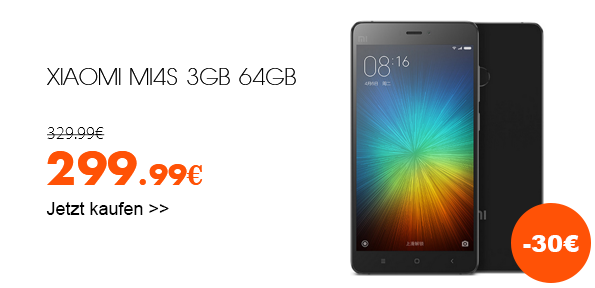 XIAOMI MI4S 3GB 64GB
329.99€
299.99€
Jetzt kaufen >>
08:16
-30€